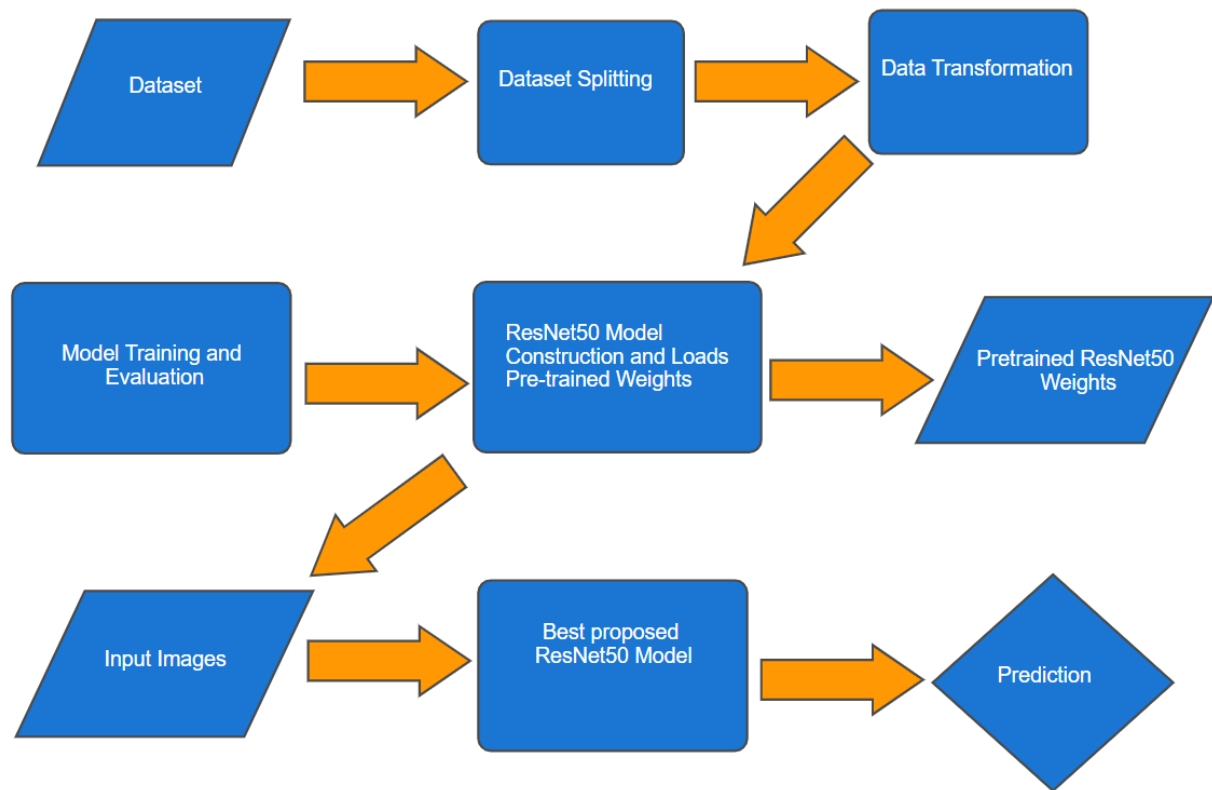 Dataset
Dataset Splitting
Data Transformation
Model Training and
Evaluation
ResNet50 Model
Construction and Loads
Pre-trained Weights
Pretrained ResNet50
Weights
Input Images
Best proposed
ResNet50 Model
Prediction